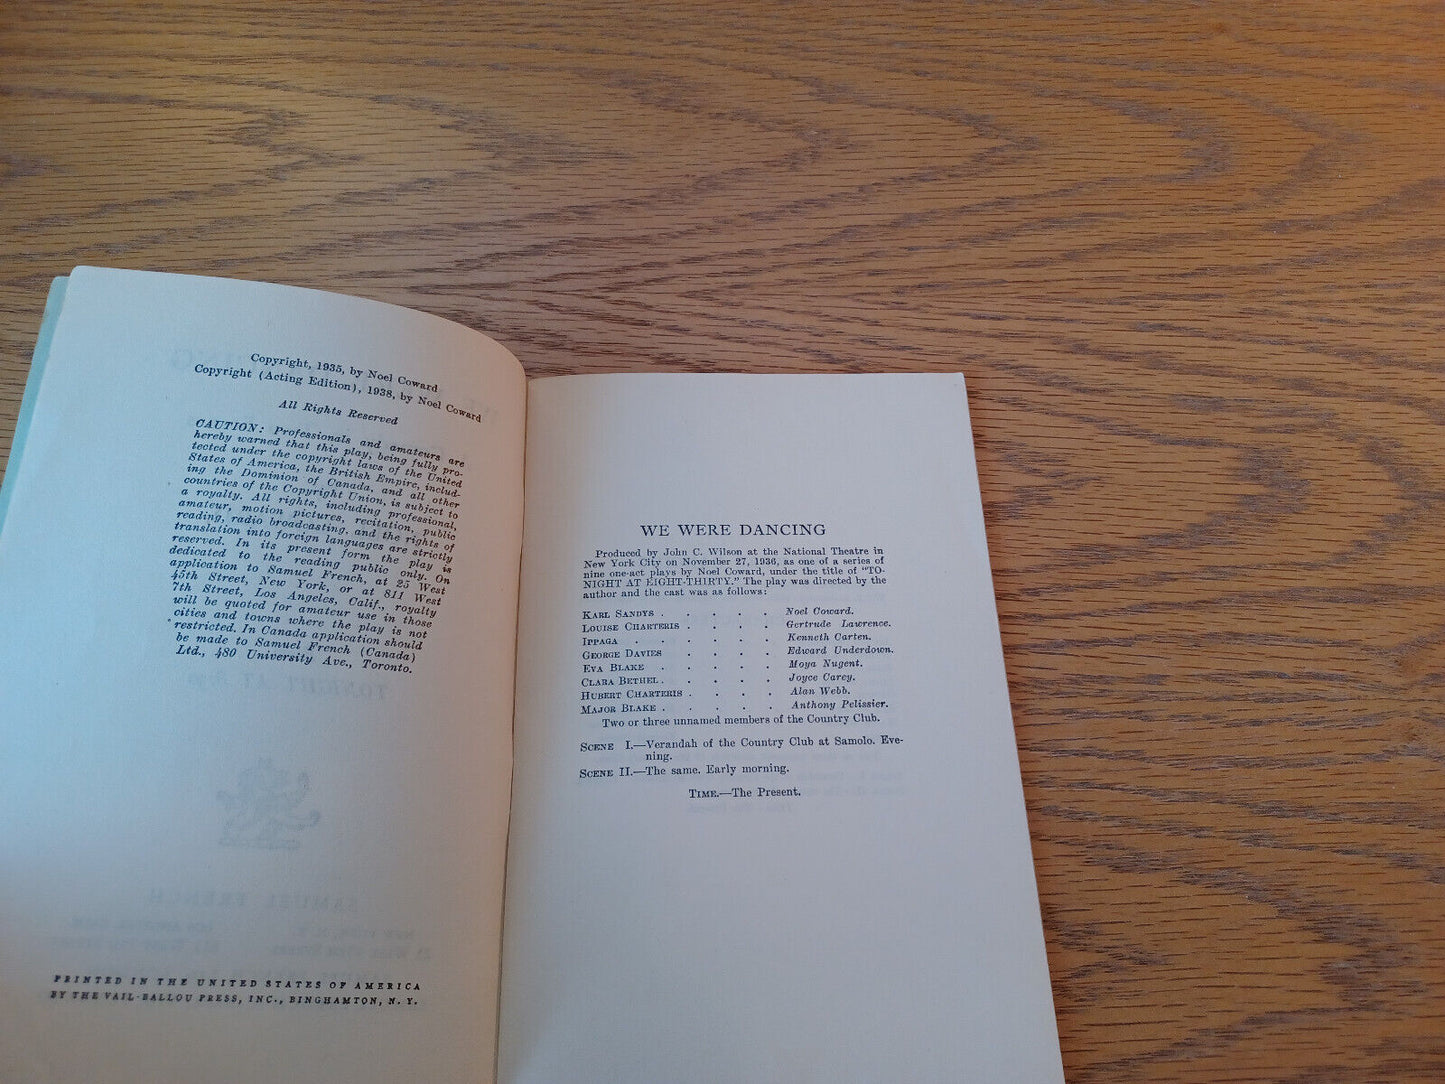 Copyright, 1935, by Noel Coward
Copyright (Acting Edition), 1938, by Noel Coward
All Rights Reserved
CAUTION: Professionals and amateurs are
hereby warned that this play, being fully pro-
tected under the copyright laws of the United
States of America, the British Empire, includ-
ing the Dominion of Canada, and all other
countries of the Copyright Union, is subject to
a royalty. All rights, including professional,
amateur, motion pictures, recitation, public
reading, radio broadcasting, and the rights of
translation into foreign languages are strictly
reserved. In its present form the play is
dedicated to the reading public only. On
application to Samuel French, at 25 West
45th Street, New York, or at 811 West
7th Street, Los Angeles, Calif., royalty
will be quoted for amateur use in those
cities and towns where the play is not
restricted. In Canada application should
be made to Samuel French (Canada)
Ltd., 480 University Ave., Toronto.
TONIGHT AT 8:30
SAMUEL FRENCH
PRINTED IN THE UNITED STATES OF AMERICA
BY THE VAIL-BALLOU PRESS, INC., BINGHAMTON, N. Y.
WE WERE DANCING
Produced by John C. Wilson at the National Theatre in
New York City on November 27, 1936, as one of a series of
nine one-act plays by Noel Coward, under the title of "TO-
NIGHT AT EIGHT-THIRTY." The play was directed by the
author and the cast was as follows:
KARL SANDYS . . . . . Noel Coward.
LOUISE CHARTERIS . . . . Gertrude Lawrence.
IPPAGA . . . . . . Kenneth Carten.
GEORGE DAVIES . . . . Edward Underdown.
EVA BLAKE . . . . . Moya Nugent.
CLARA BETHEL . . . . . Joyce Carey.
HUBERT CHARTERIS . . . . Alan Webb.
MAJOR BLAKE . . . . . Anthony Pelissier.
Two or three unnamed members of the Country Club.
SCENE I.—Verandah of the Country Club at Samolo. Eve-
ning.
SCENE II.—The same. Early morning.
TIME.—The Present.